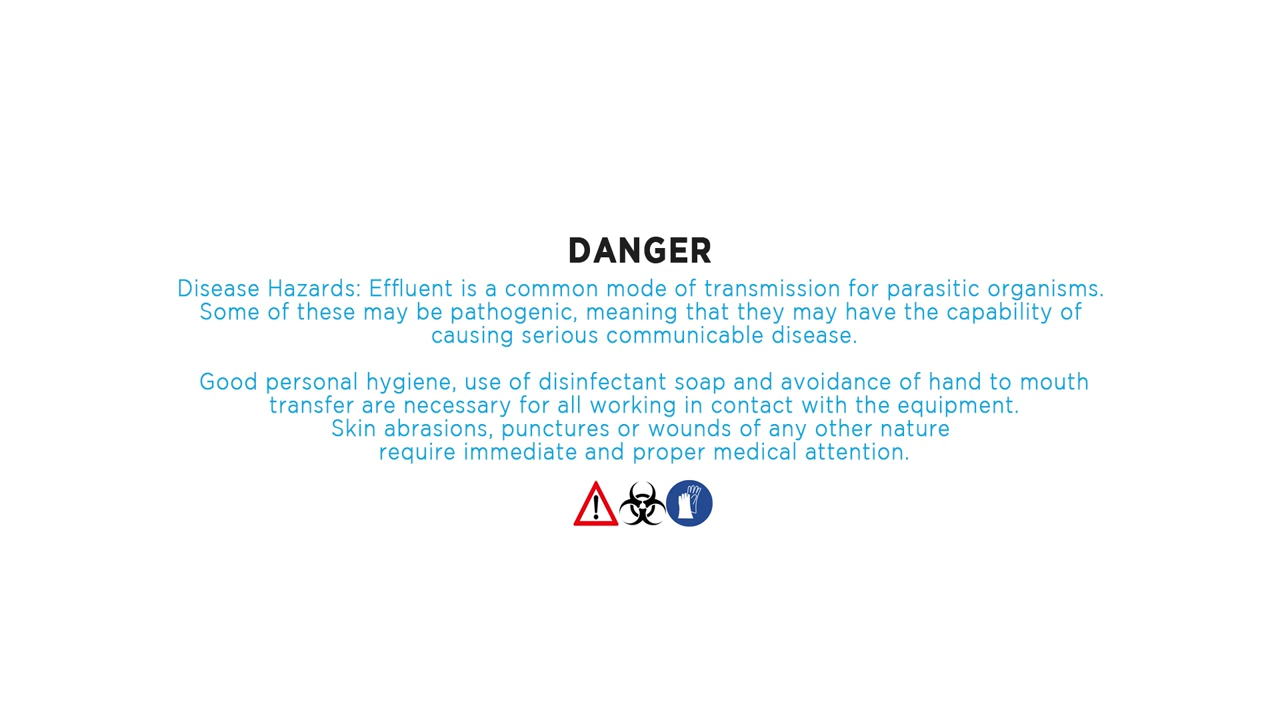 DANGER
Disease Hazards: Effluent is a common mode of transmission for parasitic organisms.
Some of these may be pathogenic, meaning that they may have the capability of
causing serious communicable disease.
Good personal hygiene, use of disinfectant soap and avoidance of hand to mouth
transfer are necessary for all working in contact with the equipment.
Skin abrasions, punctures or wounds of any other nature
require immediate and proper medical attention.